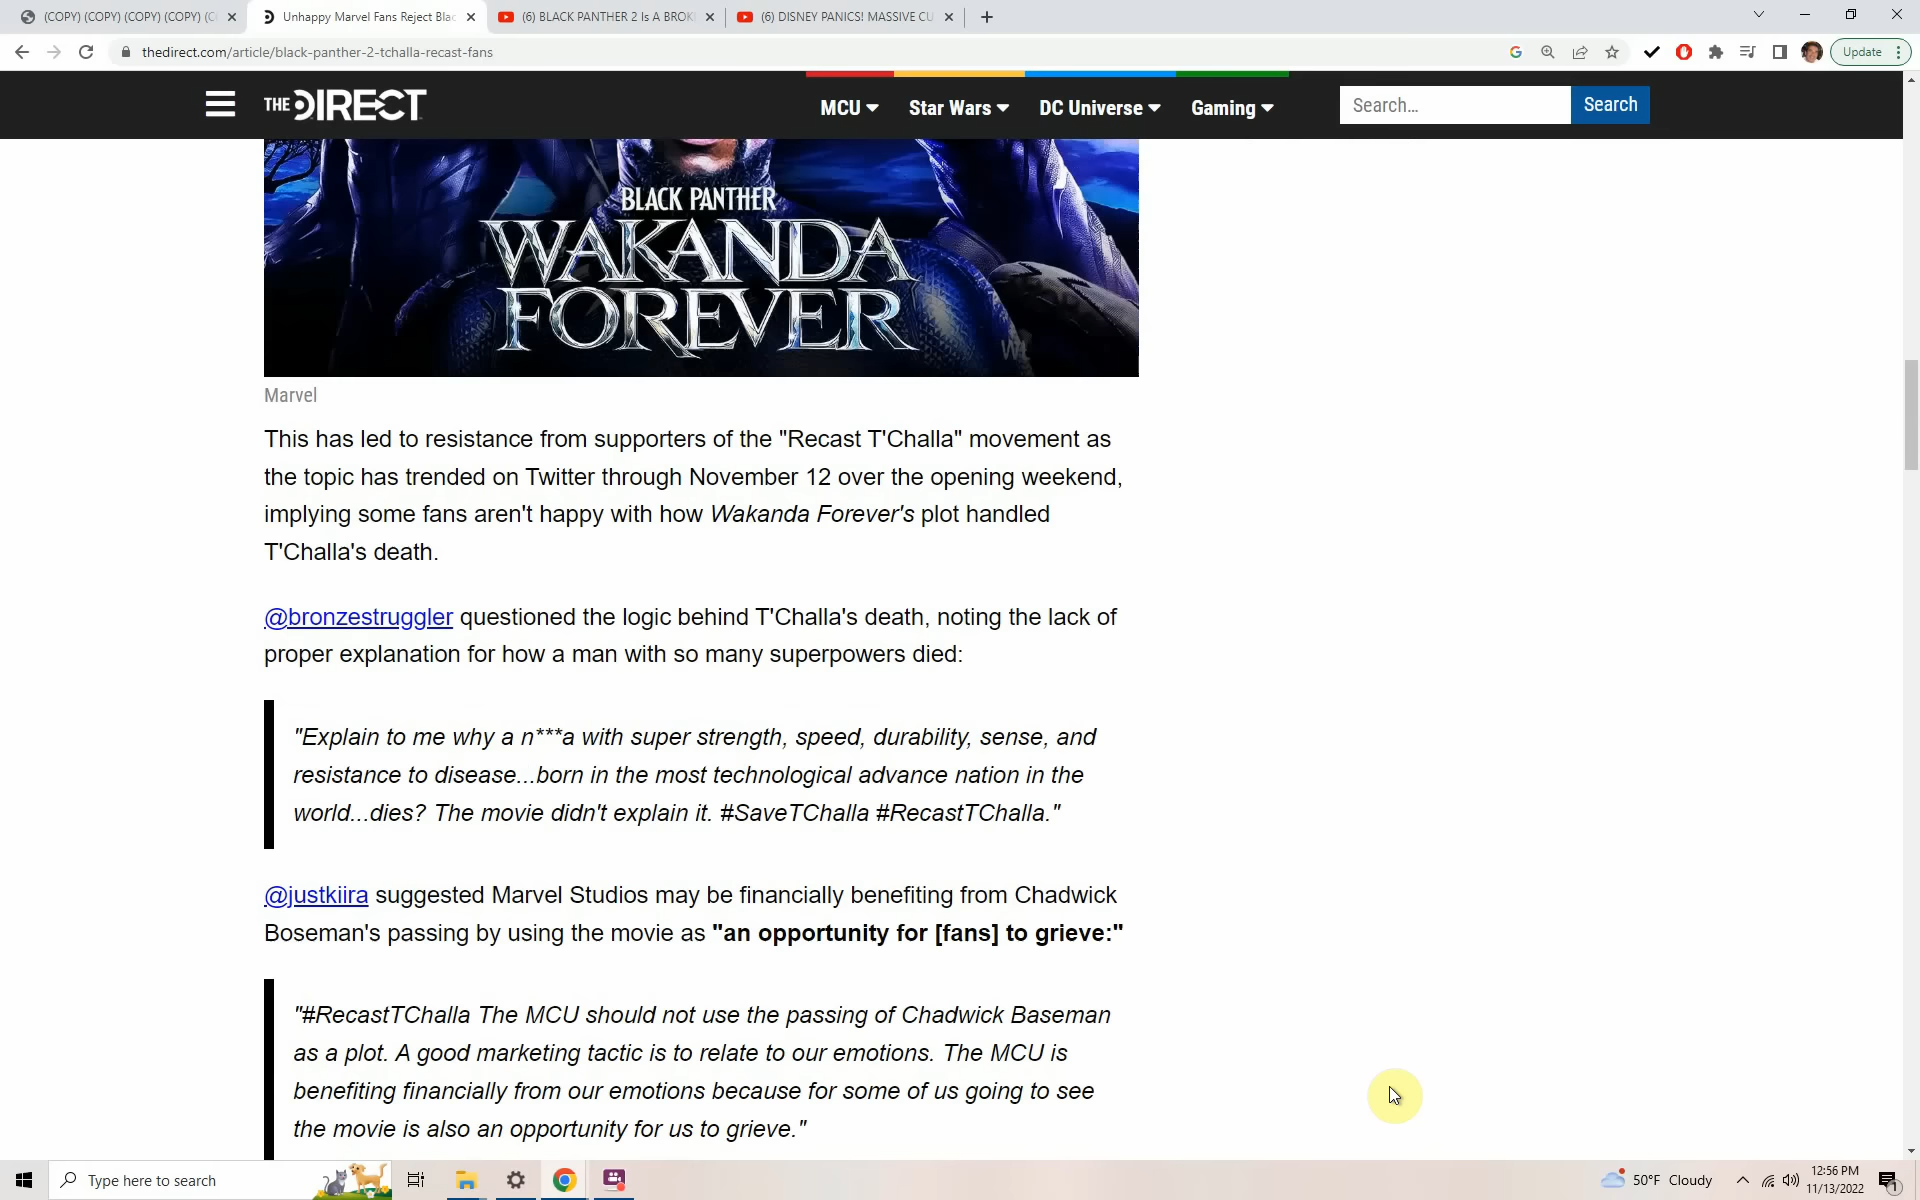 (COPY) (COPY) (COPY) (COPY) (C
Unhappy Marvel Fans Reject Blac
(6) BLACK PANTHER 2 Is A BROK
(6) DISNEY PANICS! MASSIVE CU
thedirect.com/article/black-panther-2-tchalla-recast-fans
Update
THE DIRECT
MCU
Star Wars
DC Universe
Gaming
Search...
Search
BLACK PANTHER
WAKANDA
FOREVER
Marvel
This has led to resistance from supporters of the "Recast T'Challa" movement as
the topic has trended on Twitter through November 12 over the opening weekend,
implying some fans aren't happy with how Wakanda Forever's plot handled
T'Challa's death.
@bronzestruggler questioned the logic behind T'Challa's death, noting the lack of
proper explanation for how a man with so many superpowers died:
"Explain to me why a n***a with super strength, speed, durability, sense, and
resistance to disease...born in the most technological advance nation in the
world...dies? The movie didn't explain it. #SaveTChalla #RecastTChalla."
@justkiira suggested Marvel Studios may be financially benefiting from Chadwick
Boseman's passing by using the movie as "an opportunity for [fans] to grieve:"
"#RecastTChalla The MCU should not use the passing of Chadwick Baseman
as a plot. A good marketing tactic is to relate to our emotions. The MCU is
benefiting financially from our emotions because for some of us going to see
the movie is also an opportunity for us to grieve."
Type here to search
50°F Cloudy
12:56 PM
11/13/2022
1